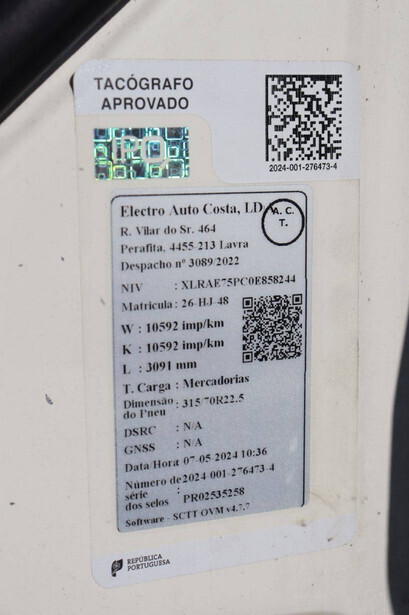 TACÓGRAFO
APROVADO
IPQ
2024-001-276473-4
Electro Auto Costa, LD
A. C.
T.
R. Vilar do Sr. 464
Perafita, 4455-213 Lavra
Despacho nº 3089/2022
NIV : XLRAE75PC0E858244
Matricula : 26-HJ-48
W : 10592 imp/km
K : 10592 imp/km
L : 3091 mm
T. Carga : Mercadorias
Dimensão do Pneu : 315/70R22.5
DSRC : N/A
GNSS : N/A
Data/Hora 07-05-2024 10:36
Número de série : 2024-001-276473-4
dos selos PR02535258
Software - SCTT OVM v4.7.7
REPÚBLICA
PORTUGUESA